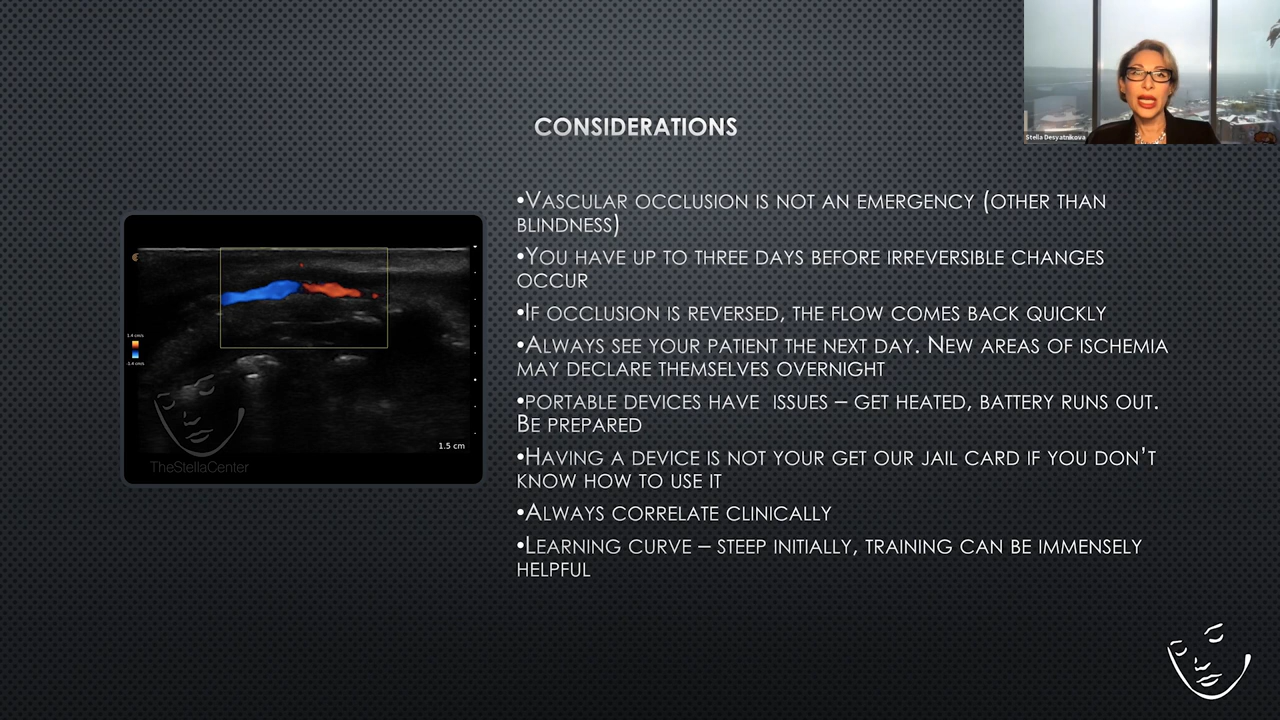 Stella Desyatnikova
CONSIDERATIONS
•VASCULAR OCCLUSION IS NOT AN EMERGENCY (OTHER THAN
BLINDNESS)
•YOU HAVE UP TO THREE DAYS BEFORE IRREVERSIBLE CHANGES
OCCUR
•IF OCCLUSION IS REVERSED, THE FLOW COMES BACK QUICKLY
•ALWAYS SEE YOUR PATIENT THE NEXT DAY. NEW AREAS OF ISCHEMIA
MAY DECLARE THEMSELVES OVERNIGHT
•PORTABLE DEVICES HAVE  ISSUES – GET HEATED, BATTERY RUNS OUT.
BE PREPARED
•HAVING A DEVICE IS NOT YOUR GET OUR JAIL CARD IF YOU DON'T
KNOW HOW TO USE IT
•ALWAYS CORRELATE CLINICALLY
•LEARNING CURVE – STEEP INITIALLY, TRAINING CAN BE IMMENSELY
HELPFUL
1.5 cm
TheStellaCenter